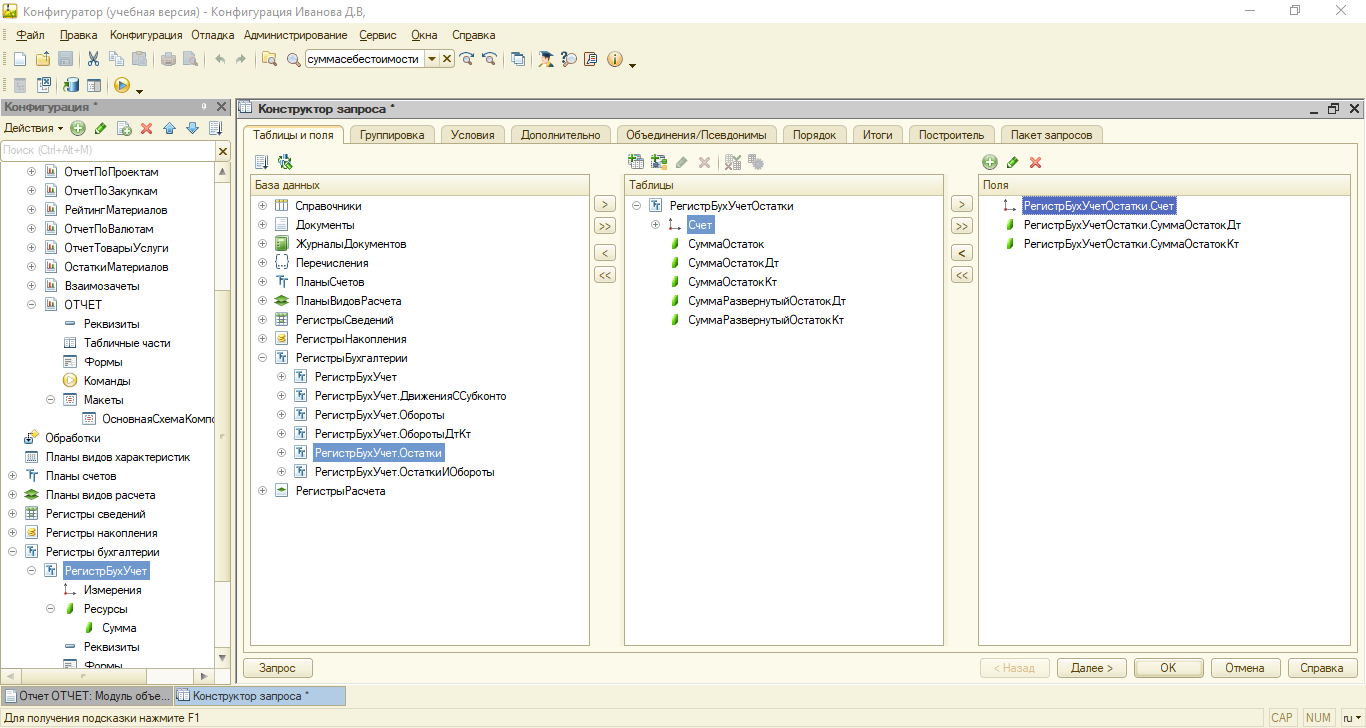 Конфигуратор (учебная версия) - Конфигурация Иванова Д.В,
Файл Правка Конфигурация Отладка Администрирование Сервис Окна Справка
суммасебестоимости
Конфигурация *
Действия
Поиск (Ctrl+Alt+M)
ОтчетПоПроектам
ОтчетПоЗакупкам
РейтингМатериалов
ОтчетПоВалютам
ОтчетТоварыУслуги
ОстаткиМатериалов
Взаимозачеты
ОТЧЕТ
Реквизиты
Табличные части
Формы
Команды
Макеты
ОсновнаяСхемаКомпо
Обработки
Планы видов характеристик
Планы счетов
Планы видов расчета
Регистры сведений
Регистры накопления
Регистры бухгалтерии
РегистрБухУчет
Измерения
Ресурсы
Сумма
Реквизиты
Формы
Конструктор запроса *
Таблицы и поля Группировка Условия Дополнительно Объединения/Псевдонимы Порядок Итоги Построитель Пакет запросов
База данных
Справочники
Документы
ЖурналыДокументов
Перечисления
ПланыСчетов
ПланыВидовРасчета
РегистрыСведений
РегистрыНакопления
РегистрыБухгалтерии
РегистрБухУчет
РегистрБухУчет.ДвиженияССубконто
РегистрБухУчет.Обороты
РегистрБухУчет.ОборотыДтКт
РегистрБухУчет.Остатки
РегистрБухУчет.ОстаткиИОбороты
РегистрыРасчета
>
>>
<
<<
Таблицы
РегистрБухУчетОстатки
Счет
СуммаОстаток
СуммаОстатокДт
СуммаОстатокКт
СуммаРазвернутыйОстатокДт
СуммаРазвернутыйОстатокКт
>
>>
<
<<
Поля
РегистрБухУчетОстатки.Счет
РегистрБухУчетОстатки.СуммаОстатокДт
РегистрБухУчетОстатки.СуммаОстатокКт
Запрос < Назад Далее > OK Отмена Справка
Отчет ОТЧЕТ: Модуль объе... Конструктор запроса *
Для получения подсказки нажмите F1 CAP NUM ru